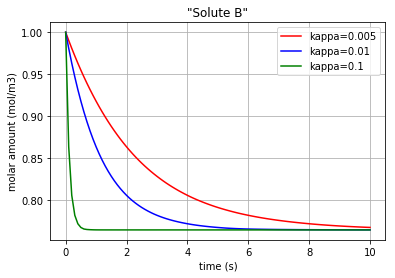 "Solute B"
kappa=0.005
kappa=0.01
kappa=0.1
molar amount (mol/m3)
1.00
0.95
0.90
0.85
0.80
0 2 4 6 8 10
time (s)